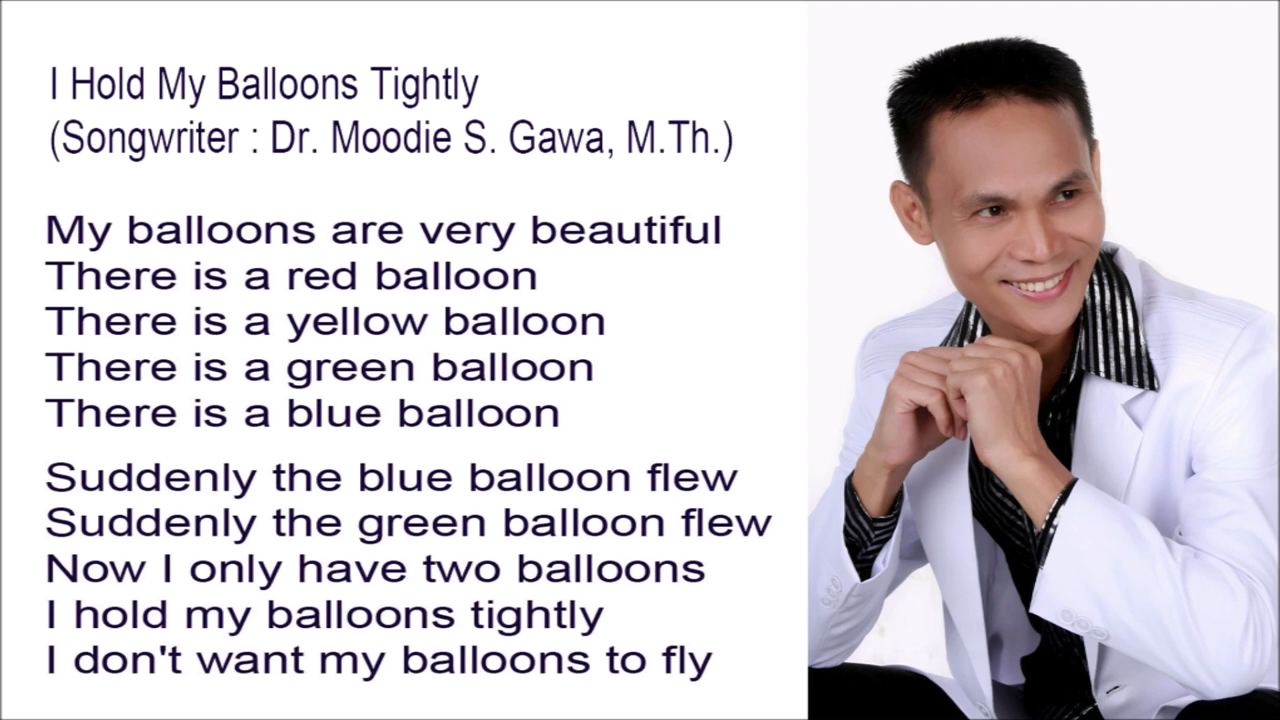 I Hold My Balloons Tightly
(Songwriter : Dr. Moodie S. Gawa, M.Th.)
My balloons are very beautiful
There is a red balloon
There is a yellow balloon
There is a green balloon
There is a blue balloon
Suddenly the blue balloon flew
Suddenly the green balloon flew
Now I only have two balloons
I hold my balloons tightly
I don't want my balloons to fly